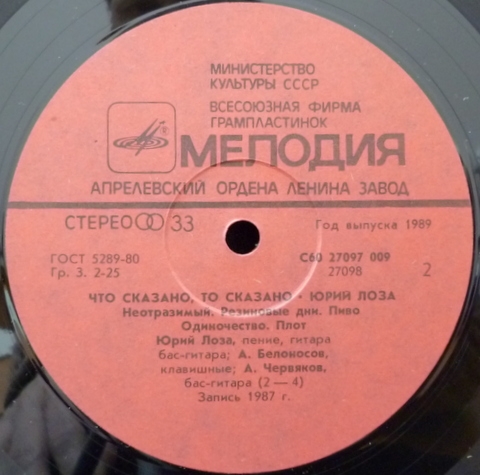 МИНИСТЕРСТВО
КУЛЬТУРЫ СССР
ВСЕСОЮЗНАЯ ФИРМА
ГРАМПЛАСТИНОК
МЕЛОДИЯ
АПРЕЛЕВСКИЙ ОРДЕНА ЛЕНИНА ЗАВОД
СТЕРЕО 33
Год выпуска 1989
ГОСТ 5289-80
С60 27097 009
Гр. 3. 2-25
27098
2
ЧТО СКАЗАНО, ТО СКАЗАНО · ЮРИЙ ЛОЗА
Неотразимый. Резиновые дни. Пиво
Одиночество. Плот
Юрий Лоза, пение, гитара
бас-гитара; А. Белоносов,
клавишные; А. Червяков,
бас-гитара (2 — 4)
Запись 1987 г.